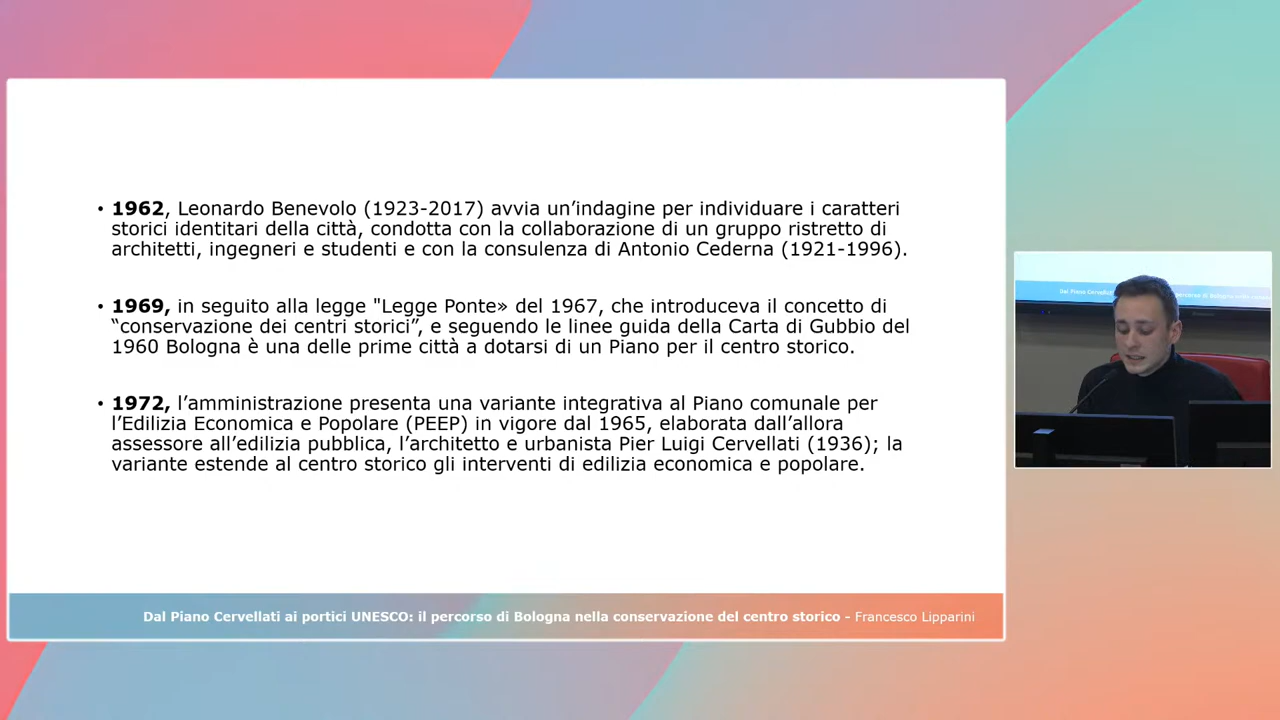 • 1962, Leonardo Benevolo (1923-2017) avvia un’indagine per individuare i caratteri
storici identitari della città, condotta con la collaborazione di un gruppo ristretto di
architetti, ingegneri e studenti e con la consulenza di Antonio Cederna (1921-1996).
• 1969, in seguito alla legge "Legge Ponte» del 1967, che introduceva il concetto di
“conservazione dei centri storici”, e seguendo le linee guida della Carta di Gubbio del
1960 Bologna è una delle prime città a dotarsi di un Piano per il centro storico.
• 1972, l’amministrazione presenta una variante integrativa al Piano comunale per
l’Edilizia Economica e Popolare (PEEP) in vigore dal 1965, elaborata dall’allora
assessore all’edilizia pubblica, l’architetto e urbanista Pier Luigi Cervellati (1936); la
variante estende al centro storico gli interventi di edilizia economica e popolare.
Dal Piano Cervellati ai portici UNESCO: il percorso di Bologna nella conservazione del centro storico - Francesco Lipparini